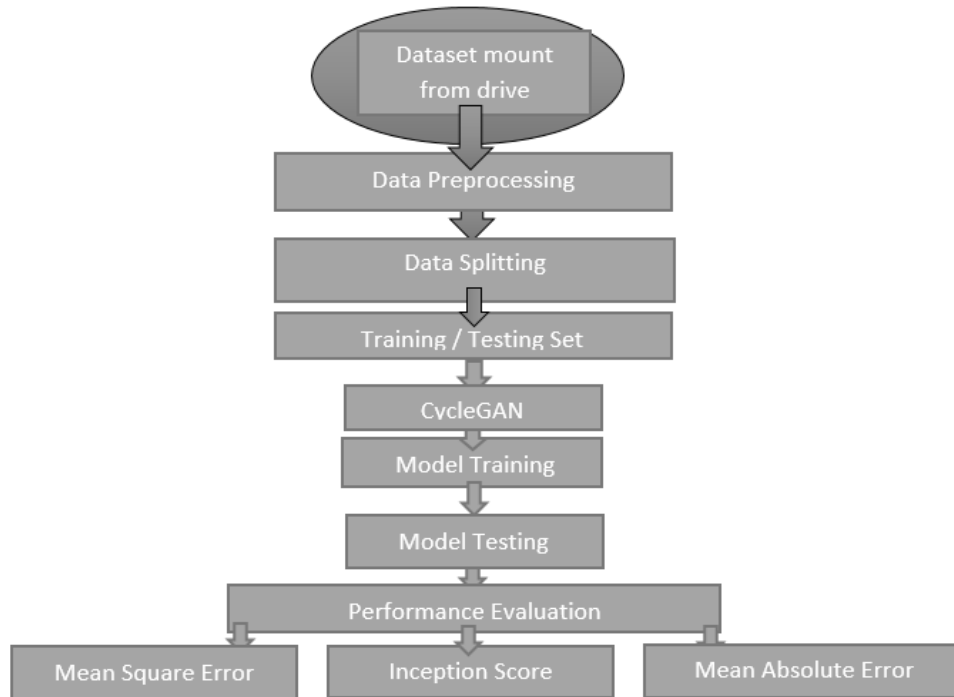 Dataset mount
from drive
Data Preprocessing
Data Splitting
Training / Testing Set
CycleGAN
Model Training
Model Testing
Performance Evaluation
Mean Square Error
Inception Score
Mean Absolute Error